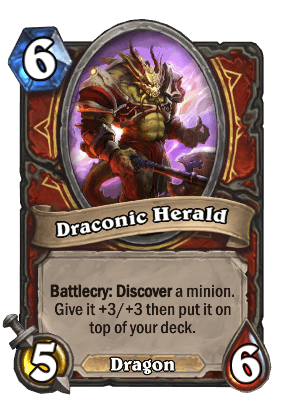 6
Draconic Herald
Battlecry: Discover a minion.
Give it +3/+3 then put it on
top of your deck.
5
Dragon
6